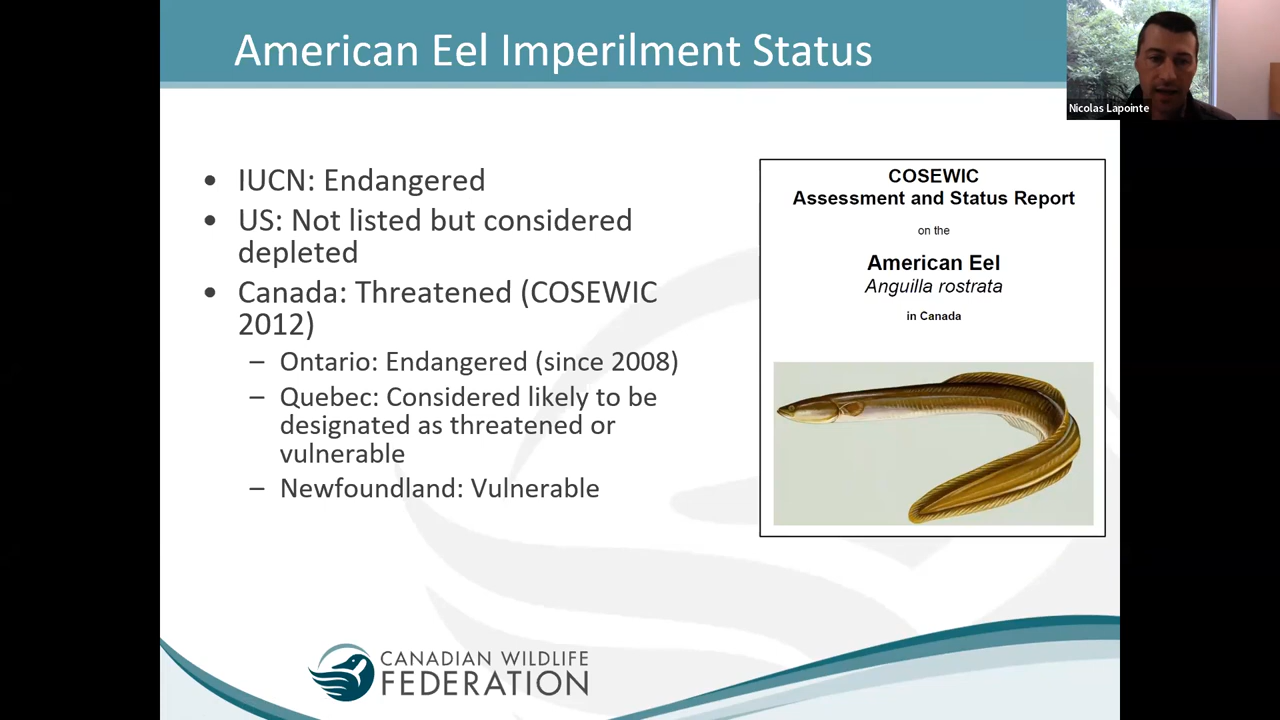 American Eel Imperilment Status
Nicolas Lapointe
• IUCN: Endangered
• US: Not listed but considered
depleted
• Canada: Threatened (COSEWIC
2012)
– Ontario: Endangered (since 2008)
– Quebec: Considered likely to be
designated as threatened or
vulnerable
– Newfoundland: Vulnerable
COSEWIC
Assessment and Status Report
on the
American Eel
Anguilla rostrata
in Canada
CANADIAN WILDLIFE
FEDERATION